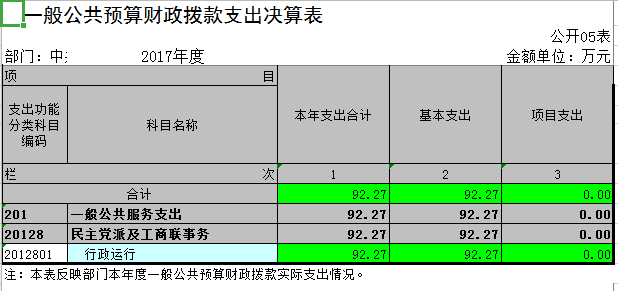 一般公共预算财政拨款支出决算表
公开05表
部门：中 2017年度 金额单位：万元
项 目 本年支出合计 基本支出 项目支出
支出功能分类科目编码 科目名称
栏 次 1 2 3
合计 92.27 92.27 0.00
201 一般公共服务支出 92.27 92.27 0.00
20128 民主党派及工商联事务 92.27 92.27 0.00
2012801 行政运行 92.27 92.27 0.00
注：本表反映部门本年度一般公共预算财政拨款实际支出情况。